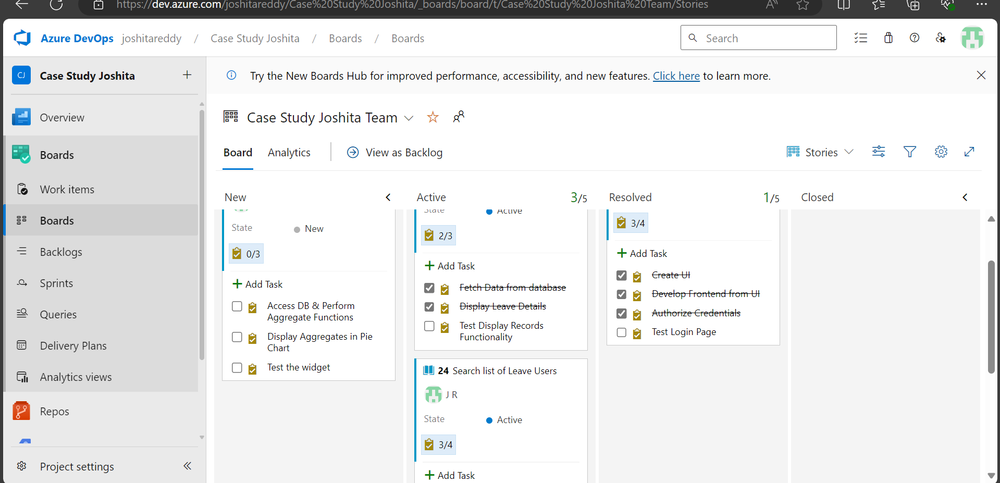 https://dev.azure.com/joshitareddy/Case%20Study%20Joshita/_boards/board/t/Case%20Study%20Joshita%20Team/Stories
Azure DevOps joshitareddy / Case Study Joshita / Boards / Boards
Search
CJ Case Study Joshita
Try the New Boards Hub for improved performance, accessibility, and new features. Click here to learn more.
Overview
Boards
Work items
Boards
Backlogs
Sprints
Queries
Delivery Plans
Analytics views
Repos
Project settings
Case Study Joshita Team
Board Analytics View as Backlog
Stories
New
State New
0/3
Add Task
Access DB & Perform
Aggregate Functions
Display Aggregates in Pie
Chart
Test the widget
Active 3/5
State Active
2/3
Add Task
Fetch Data from database
Display Leave Details
Test Display Records
Functionality
24 Search list of Leave Users
J R
State Active
3/4
Add Task
Resolved 1/5
3/4
Add Task
Create UI
Develop Frontend from UI
Authorize Credentials
Test Login Page
Closed